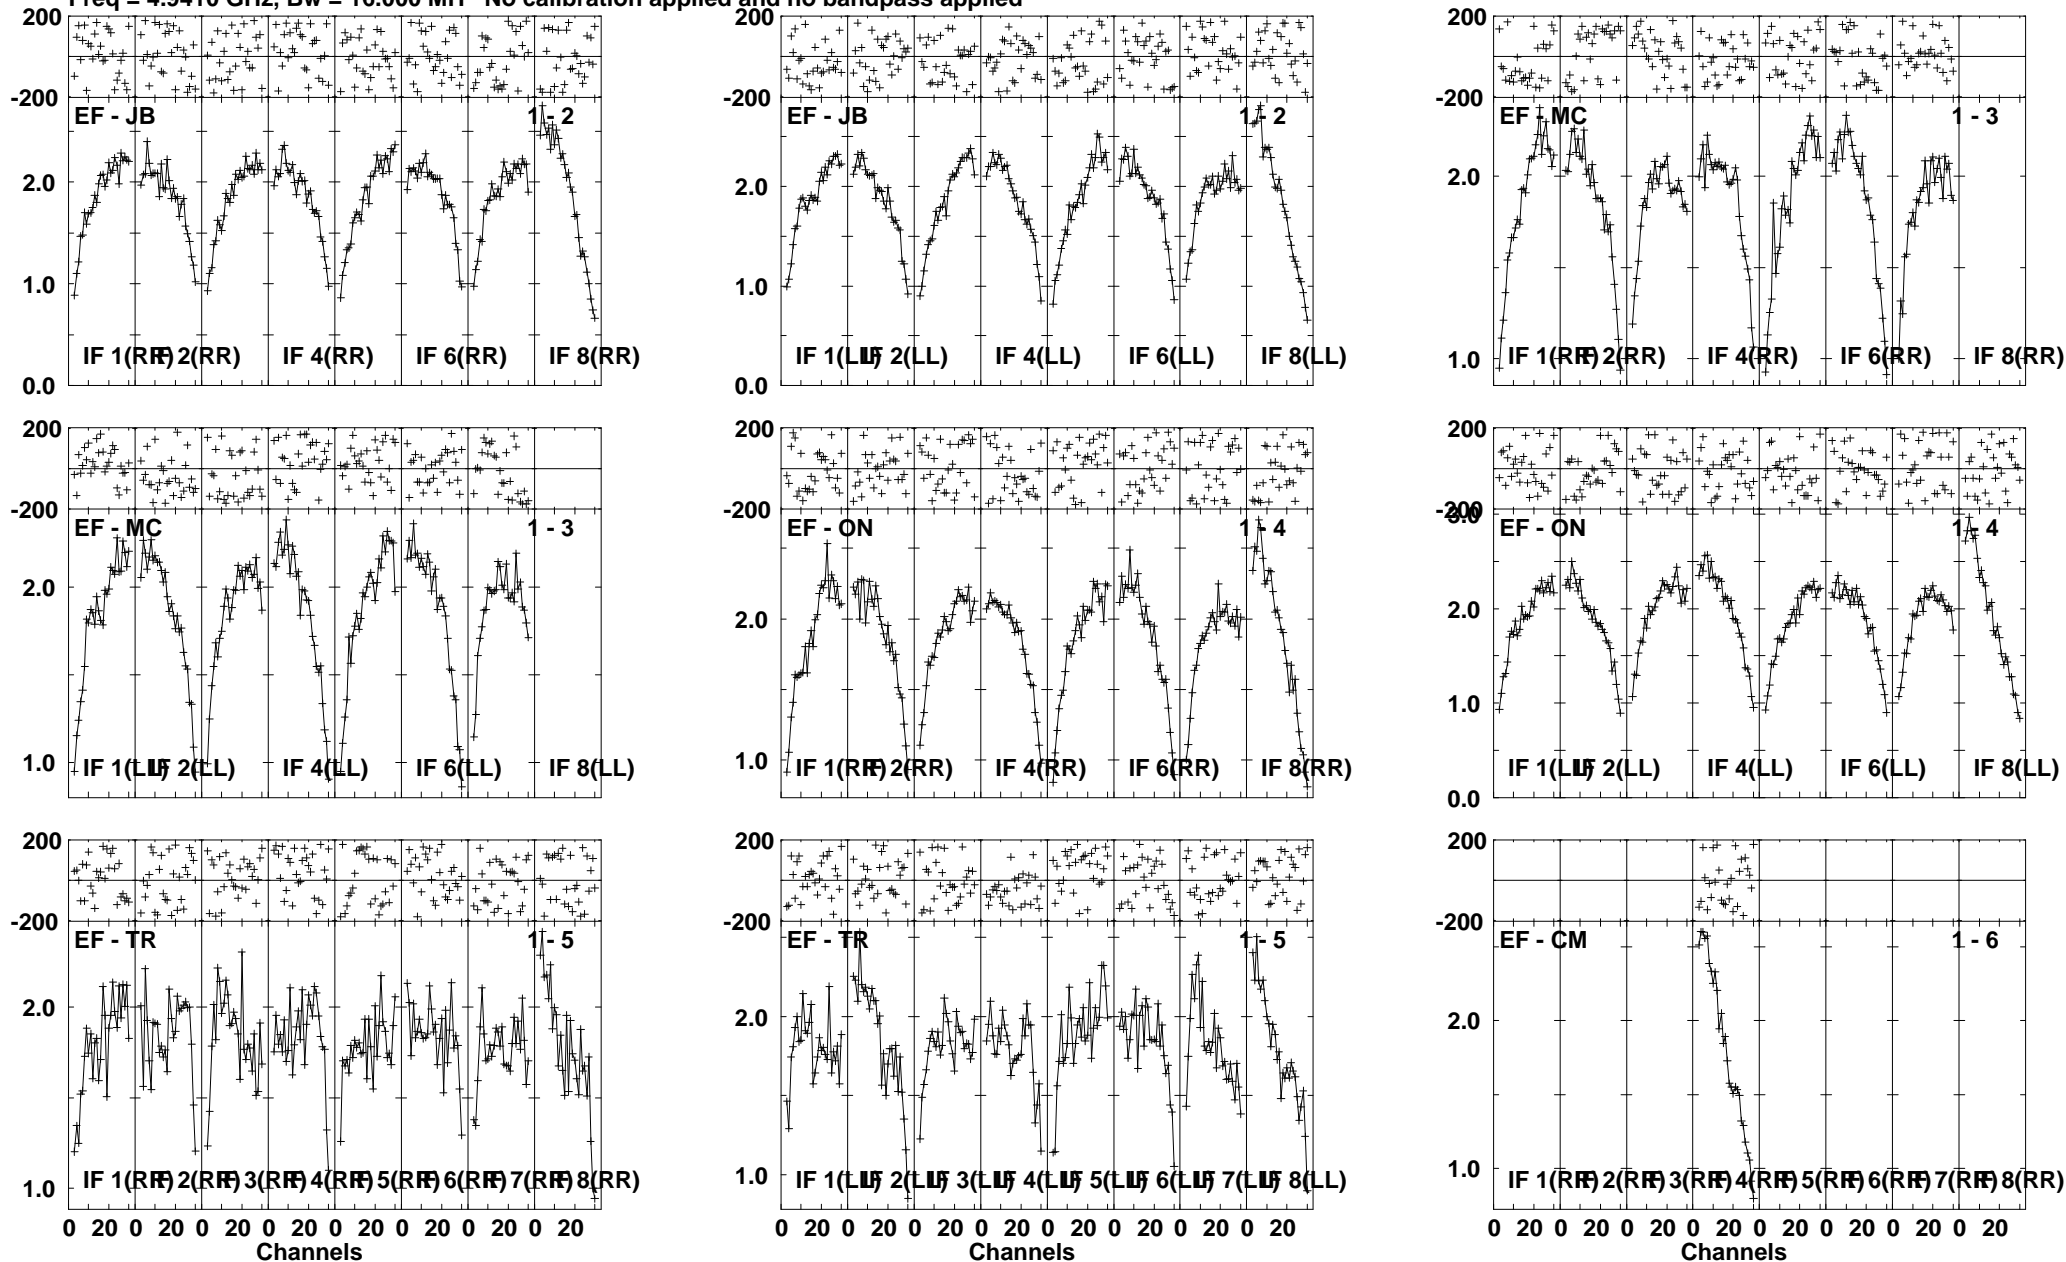 No calibration applied and no bandpass applied
200
-200
EF - JB
1 - 2
2.0
1.0
0.0
IF 1(RR)
IF 2(RR)
IF 4(RR)
IF 6(RR)
IF 8(RR)
200
-200
EF - JB
1 - 2
2.0
1.0
0.0
IF 1(LL)
IF 2(LL)
IF 4(LL)
IF 6(LL)
IF 8(LL)
200
-200
EF - MC
1 - 3
2.0
1.0
IF 1(RR)
IF 2(RR)
IF 4(RR)
IF 6(RR)
IF 8(RR)
200
-200
EF - MC
1 - 3
2.0
1.0
IF 1(LL)
IF 2(LL)
IF 4(LL)
IF 6(LL)
IF 8(LL)
200
-200
EF - ON
1 - 4
2.0
1.0
IF 1(RR)
IF 2(RR)
IF 4(RR)
IF 6(RR)
IF 8(RR)
200
-200
3.0
EF - ON
1 - 4
2.0
1.0
0.0
IF 1(LL)
IF 2(LL)
IF 4(LL)
IF 6(LL)
IF 8(LL)
200
-200
EF - TR
1 - 5
2.0
1.0
IF 1(RR)
IF 2(RR)
IF 3(RR)
IF 4(RR)
IF 5(RR)
IF 6(RR)
IF 7(RR)
IF 8(RR)
0 20 0 20 0 20 0 20 0 20 0 20 0 20 0 20
Channels
200
-200
EF - TR
1 - 5
2.0
1.0
IF 1(LL)
IF 2(LL)
IF 3(LL)
IF 4(LL)
IF 5(LL)
IF 6(LL)
IF 7(LL)
IF 8(LL)
0 20 0 20 0 20 0 20 0 20 0 20 0 20 0 20
Channels
200
-200
EF - CM
1 - 6
2.0
1.0
IF 1(RR)
IF 2(RR)
IF 3(RR)
IF 4(RR)
IF 5(RR)
IF 6(RR)
IF 7(RR)
IF 8(RR)
0 20 0 20 0 20 0 20 0 20 0 20 0 20 0 20
Channels